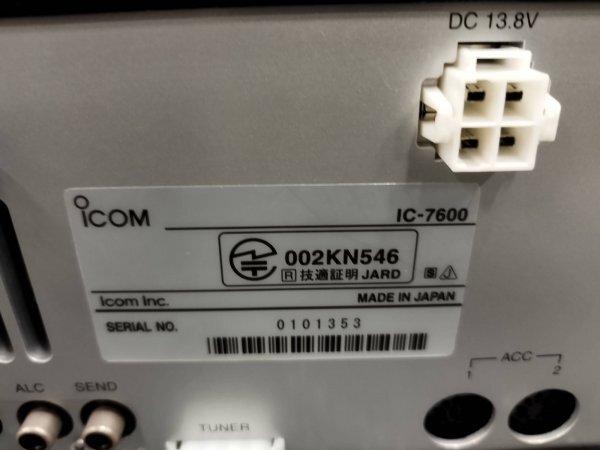 DC 13.8V
ICOM
IC-7600
002KN546
R 技適証明 JARD
S
Icom Inc.
MADE IN JAPAN
SERIAL NO.
0101353
ACC
1
2
ALC
SEND
TUNER